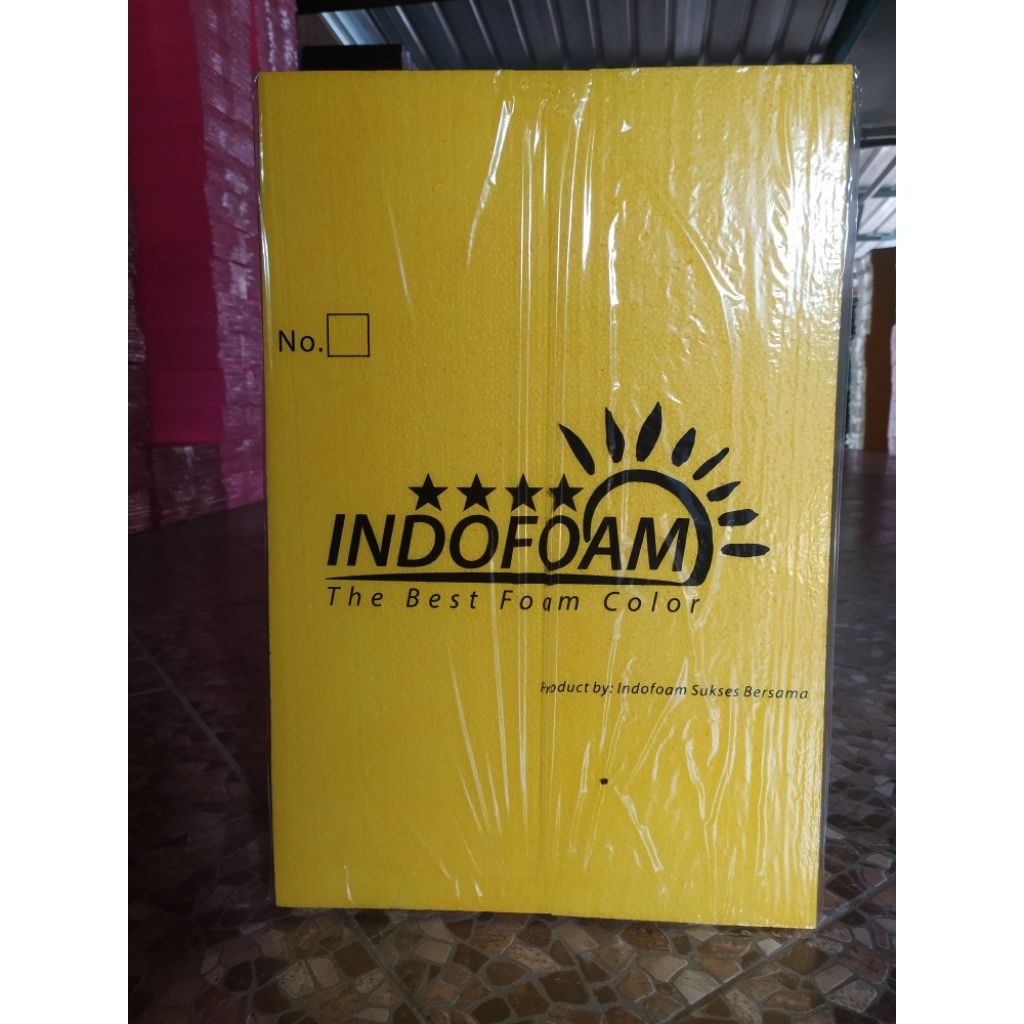 No.
INDOFOAM
The Best Foam Color
Product by: Indofoam Sukses Bersama